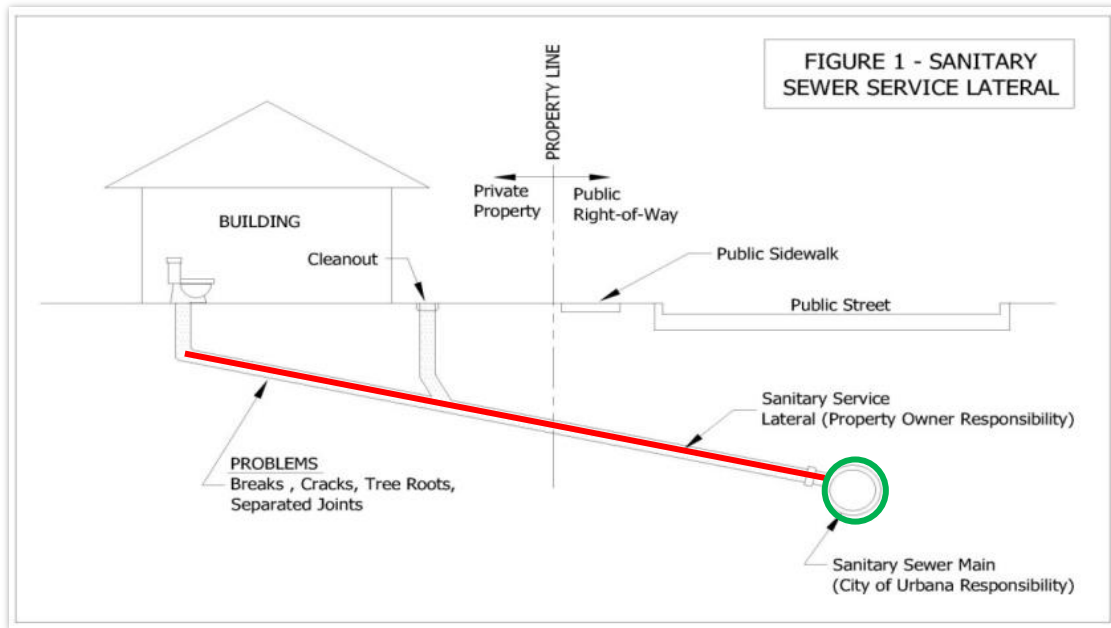 FIGURE 1 - SANITARY
SEWER SERVICE LATERAL
PROPERTY LINE
Private
Property
Public
Right-of-Way
BUILDING
Cleanout
Public Sidewalk
Public Street
Sanitary Service
Lateral (Property Owner Responsibility)
PROBLEMS
Breaks , Cracks, Tree Roots,
Separated Joints
Sanitary Sewer Main
(City of Urbana Responsibility)